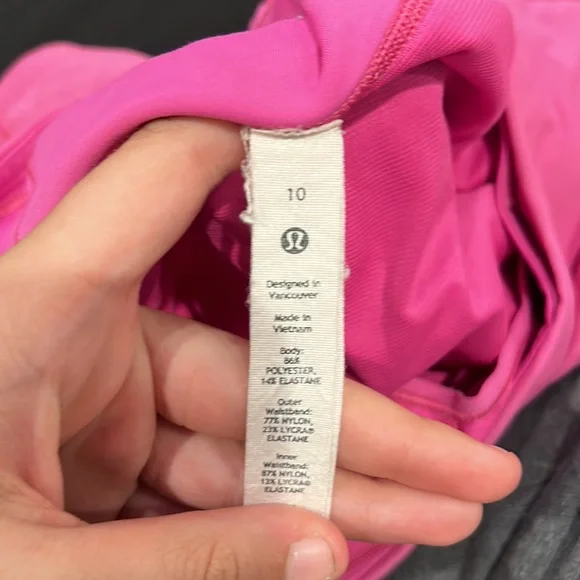 10
Designed in
Vancouver
Made in
Vietnam
Body:
86%
POLYESTER,
14% ELASTANE
Outer
Waistband:
77% NYLON,
23% LYCRA®
ELASTANE
Inner
Waistband:
87% NYLON,
13% LYCRA®
ELASTANE